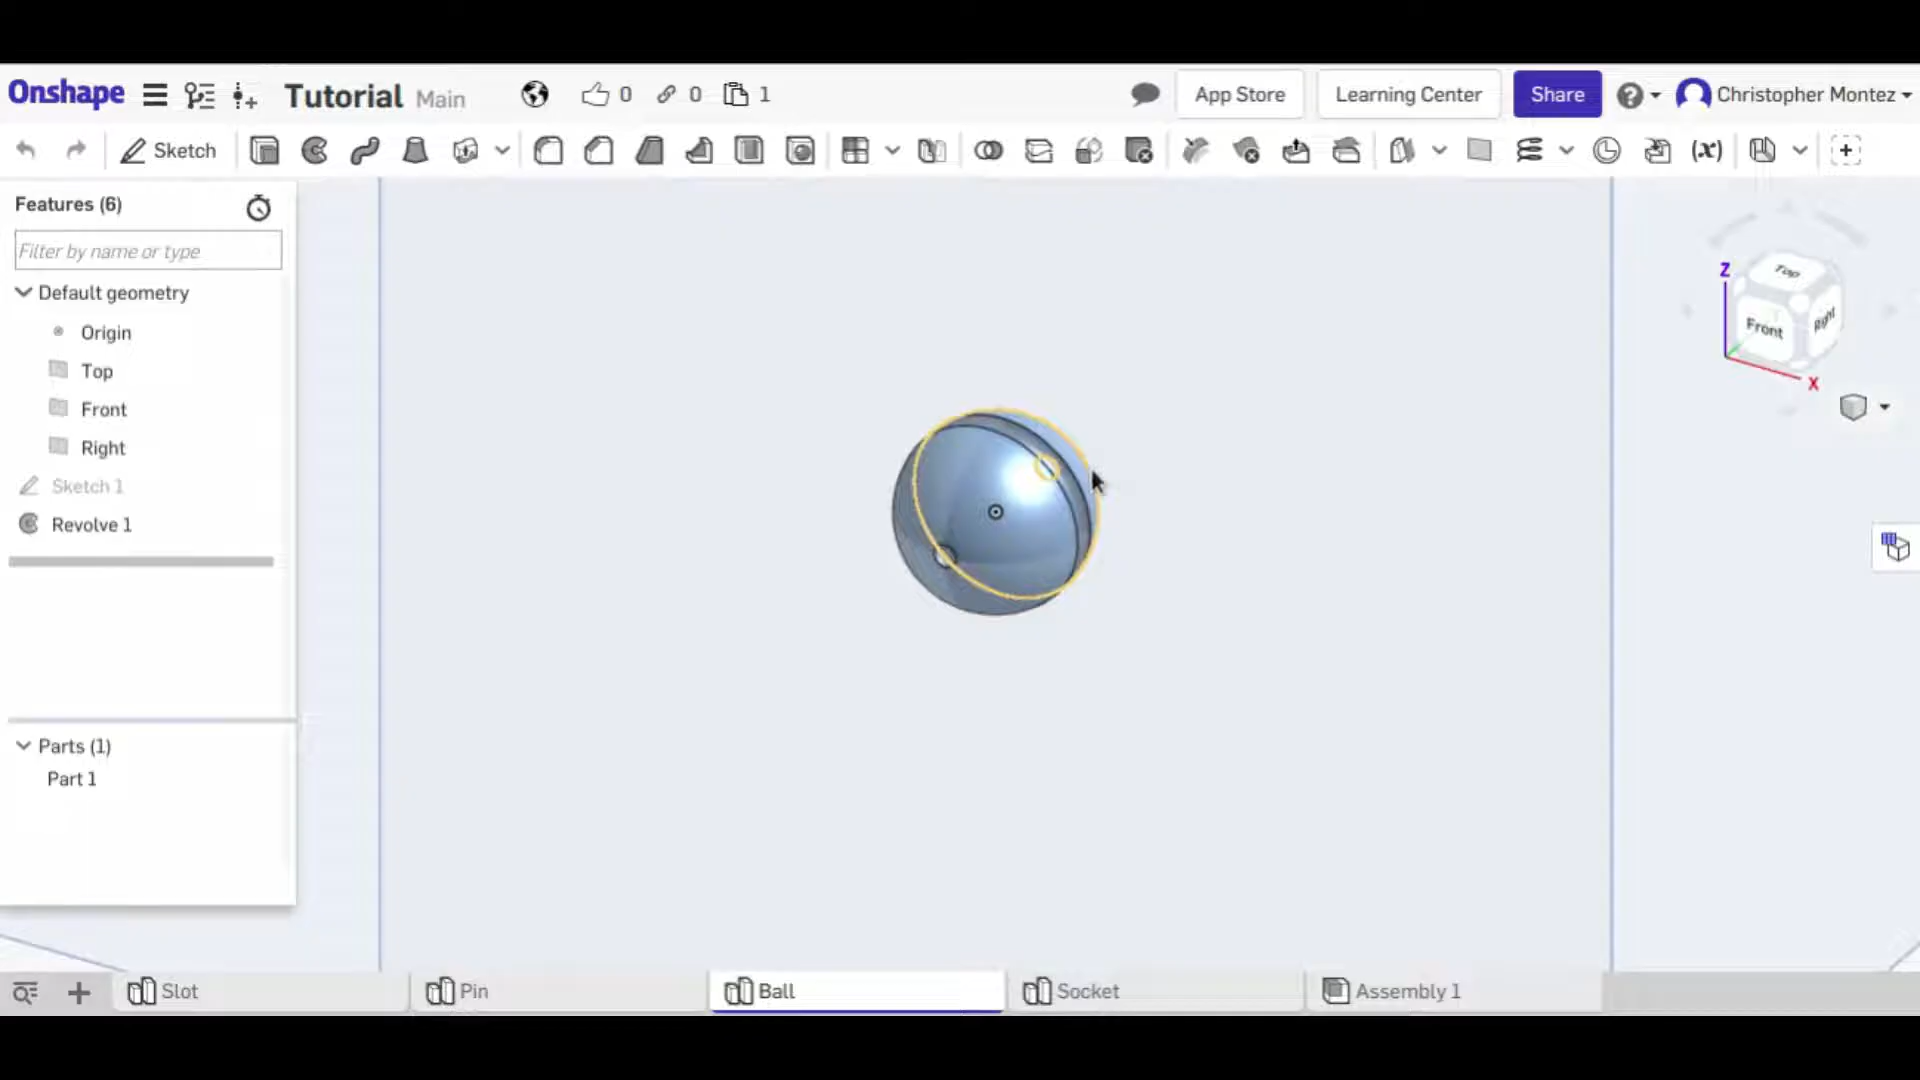 Onshape
Tutorial Main
0
0
1
App Store
Learning Center
Share
Christopher Montez
Sketch
(x)
Features (6)
Filter by name or type
Default geometry
Origin
Top
Front
Right
Sketch 1
Revolve 1
Parts (1)
Part 1
Z
Top
Front
Right
X
Slot
Pin
Ball
Socket
Assembly 1